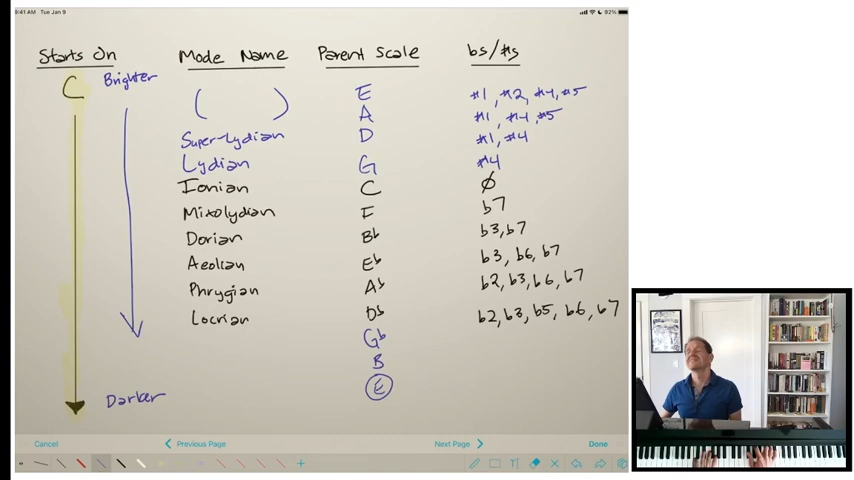 9:41 AM Tue Jan 9
92%
Starts On Mode Name Parent Scale bs/#s
C Brighter ( ) E #1, #2, #4, #5
A #1, #4, #5
Super-Lydian D #1, #4
Lydian G #4
Ionian C ø
Mixolydian F b7
Dorian Bb b3, b7
Aeolian Eb b3, b6, b7
Phrygian Ab b2, b3, b6, b7
Locrian Db b2, b3, b5, b6, b7
Gb
B
Darker E
Cancel Previous Page Next Page Done